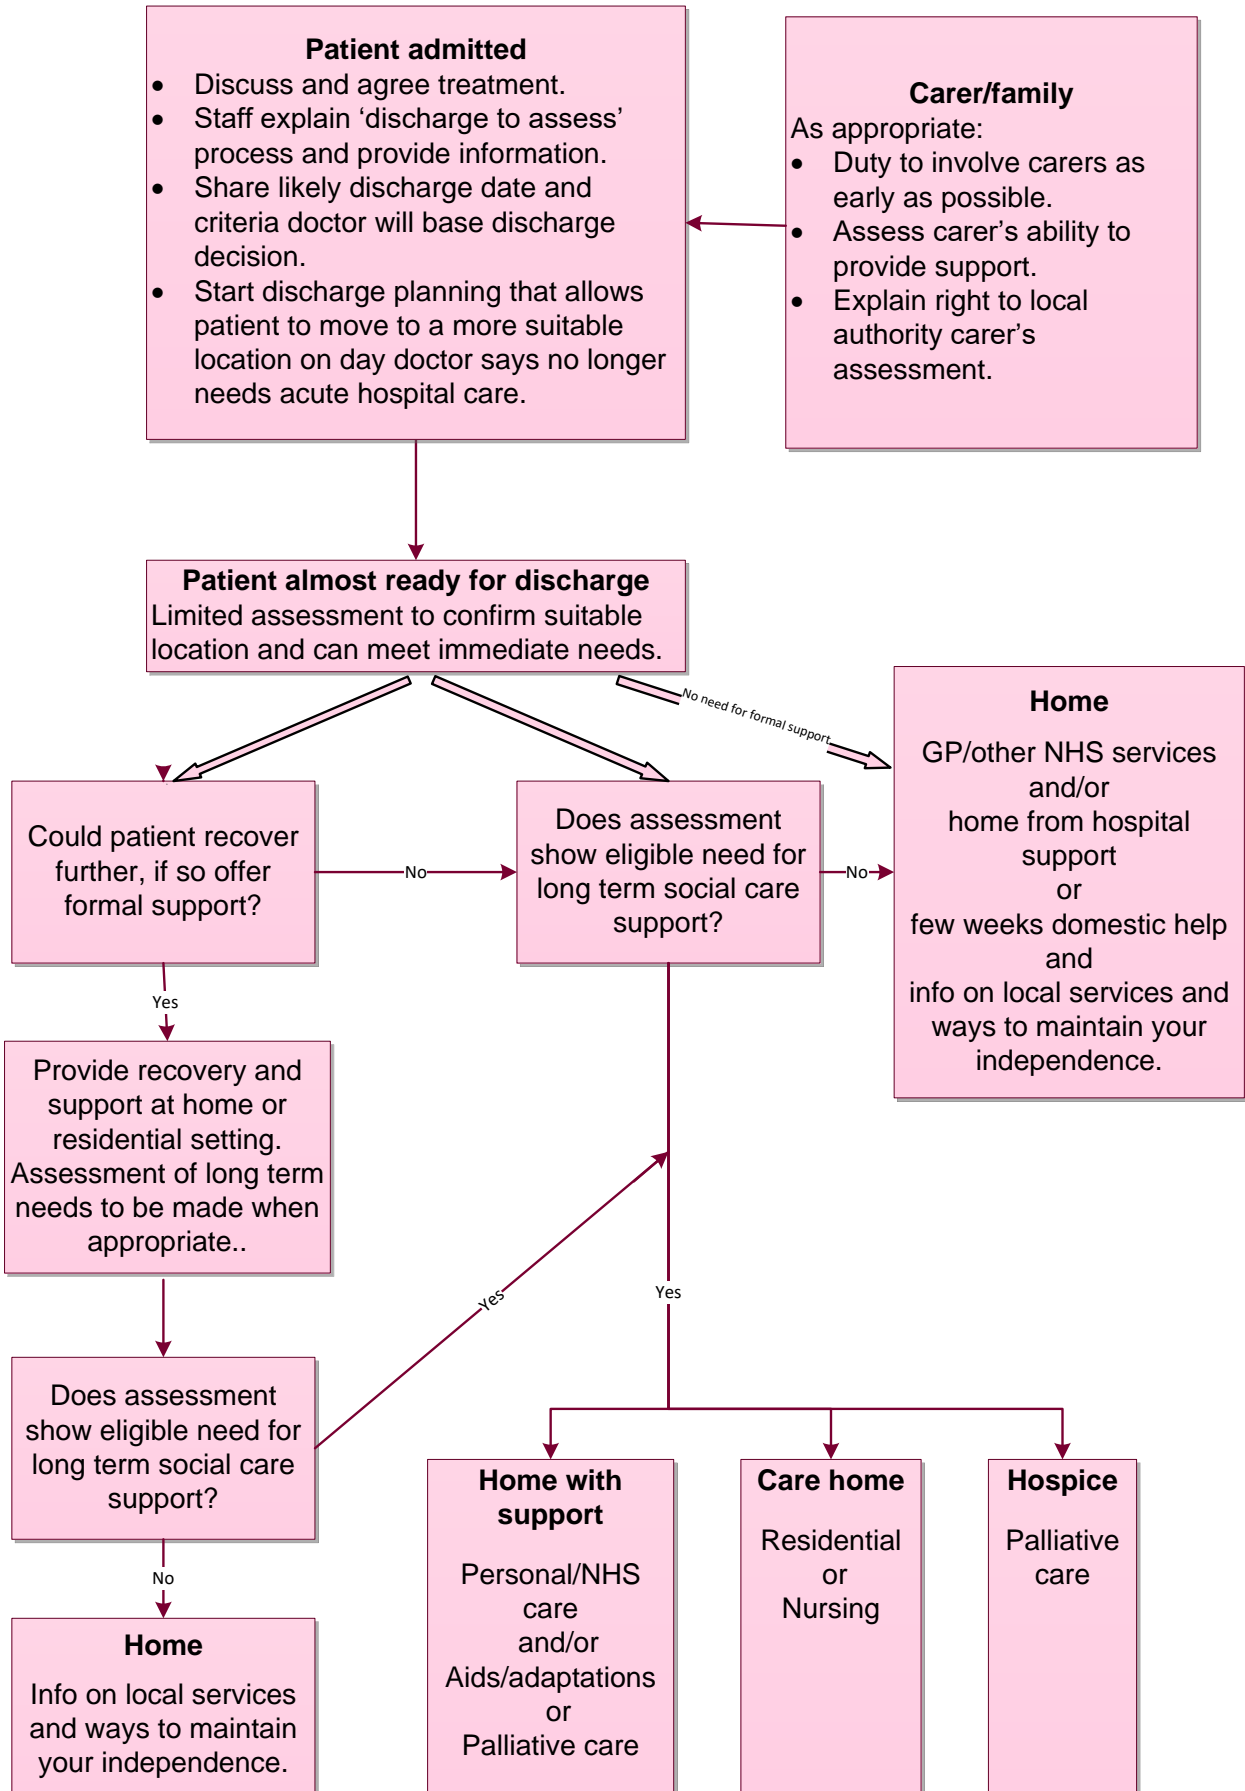 Patient admitted
• Discuss and agree treatment.
• Staff explain ‘discharge to assess’
process and provide information.
• Share likely discharge date and
criteria doctor will base discharge
decision.
• Start discharge planning that allows
patient to move to a more suitable
location on day doctor says no longer
needs acute hospital care.
Carer/family
As appropriate:
• Duty to involve carers as
early as possible.
• Assess carer’s ability to
provide support.
• Explain right to local
authority carer’s
assessment.
Patient almost ready for discharge
Limited assessment to confirm suitable
location and can meet immediate needs.
No need for formal support
Could patient recover
further, if so offer
formal support?
No
Does assessment
show eligible need for
long term social care
support?
No
Home
GP/other NHS services
and/or
home from hospital
support
or
few weeks domestic help
and
info on local services and
ways to maintain your
independence.
Yes
Provide recovery and
support at home or
residential setting.
Assessment of long term
needs to be made when
appropriate..
Does assessment
show eligible need for
long term social care
support?
Yes
Yes
No
Home
Info on local services
and ways to maintain
your independence.
Home with
support
Personal/NHS
care
and/or
Aids/adaptations
or
Palliative care
Care home
Residential
or
Nursing
Hospice
Palliative
care